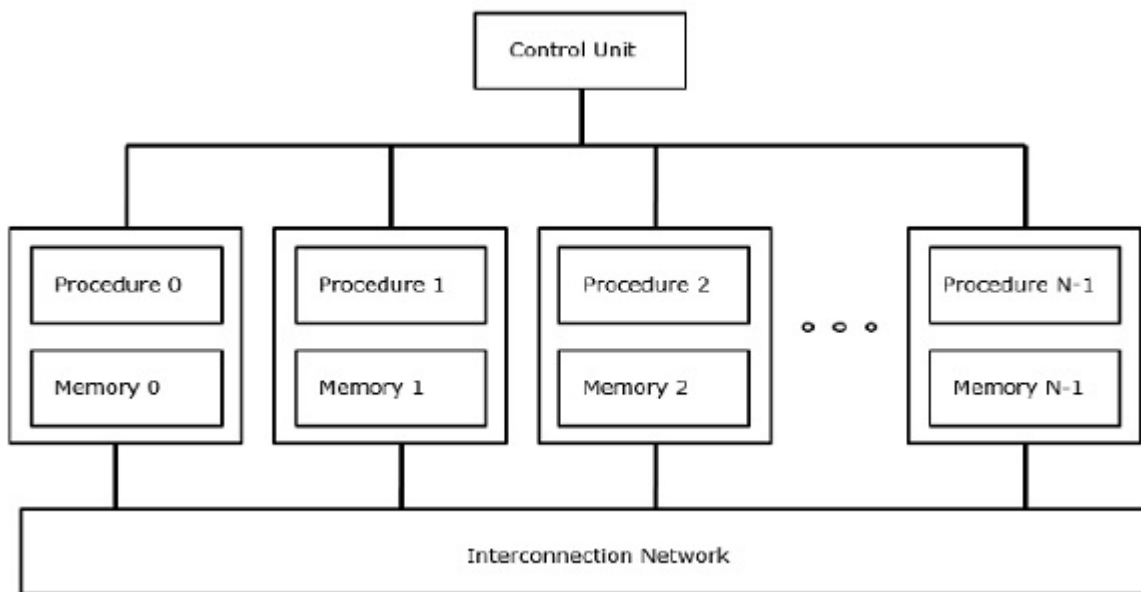 Control Unit
Procedure 0
Procedure 1
Procedure 2
Procedure N-1
Memory 0
Memory 1
Memory 2
Memory N-1
Interconnection Network